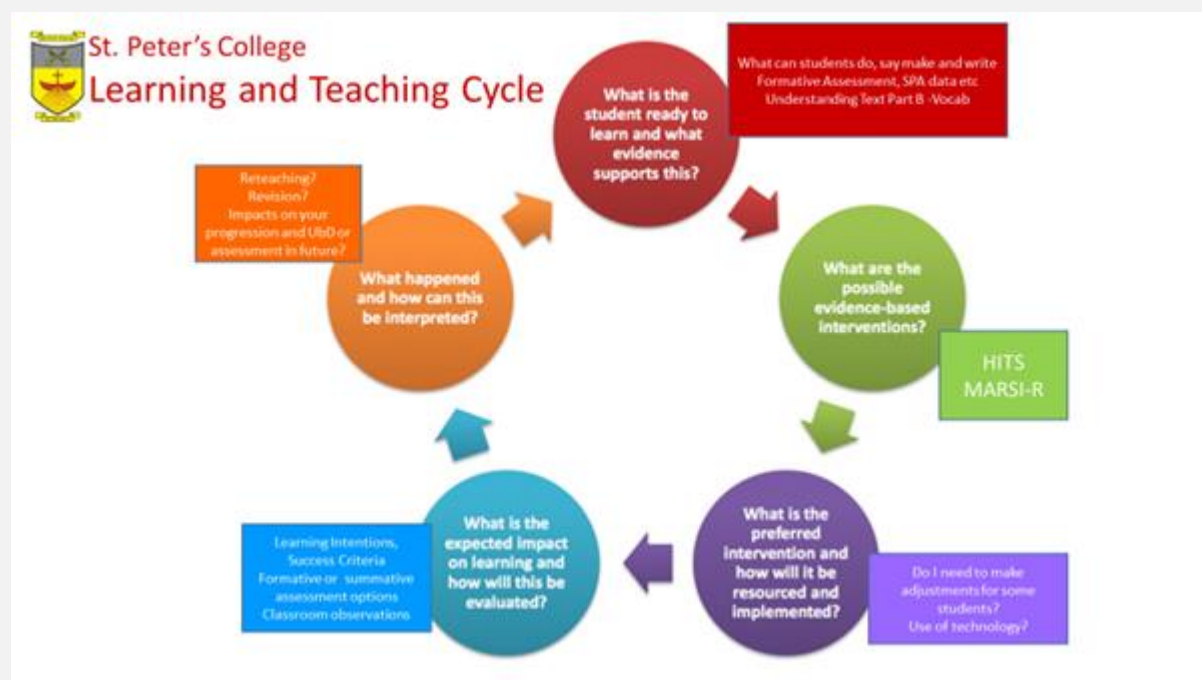 St. Peter's College
Learning and Teaching Cycle
What is the
student ready to
learn and what
evidence
supports this?
What can students do, say make and write
Formative Assessment, SPA data etc
Understanding Text Part B -Vocab
What are the
possible
evidence-based
interventions?
HITS
MARSI-R
What is the
preferred
intervention and
how will it be
resourced and
implemented?
Do I need to make
adjustments for some
students?
Use of technology?
What is the
expected impact
on learning and
how will this be
evaluated?
Learning Intentions,
Success Criteria
Formative or summative
assessment options
Classroom observations
What happened
and how can this
be interpreted?
Reteaching?
Revision?
Impacts on your
progression and UbD or
assessment in future?